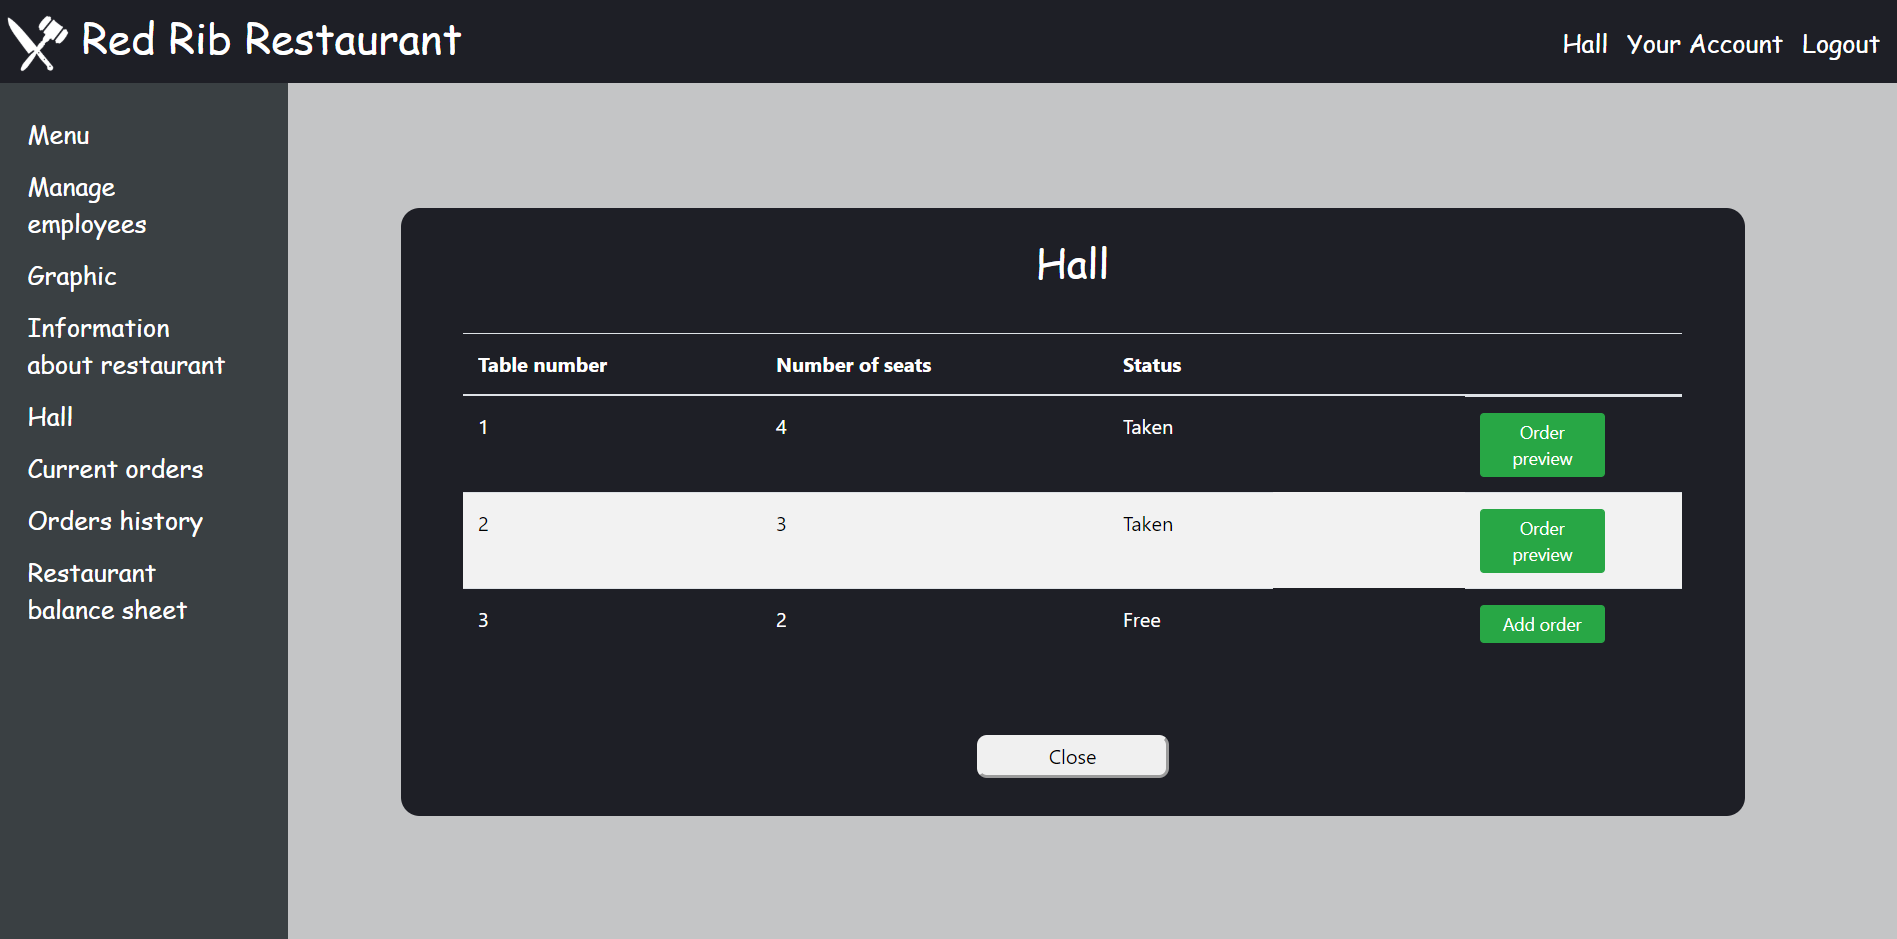 Red Rib Restaurant
Hall Your Account Logout
Menu
Manage
employees
Graphic
Information
about restaurant
Hall
Current orders
Orders history
Restaurant
balance sheet
Hall
Table number Number of seats Status
1 4 Taken Order
preview
2 3 Taken Order
preview
3 2 Free Add order
Close